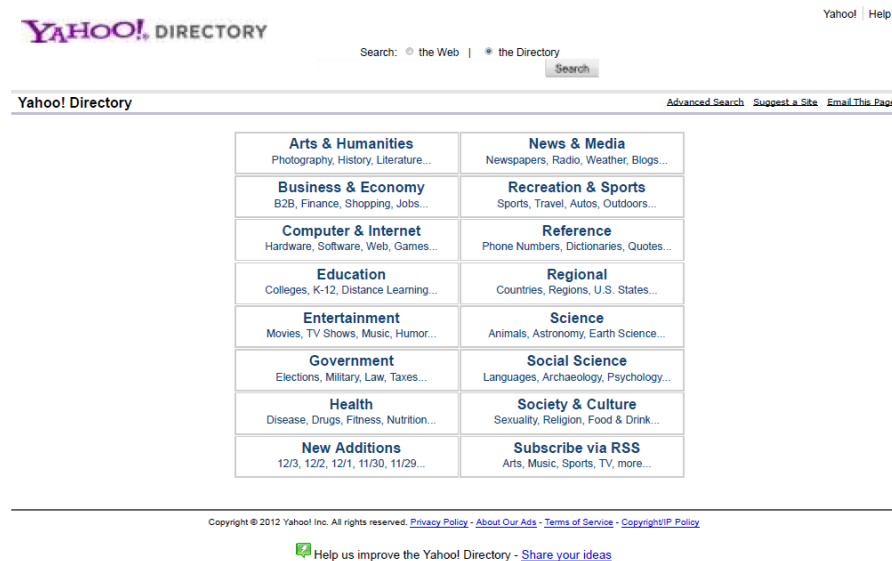 Yahoo! Help
YAHOO! DIRECTORY
Search: the Web | the Directory
Search
Yahoo! Directory
Advanced Search Suggest a Site Email This Page
Arts & Humanities
Photography, History, Literature...
News & Media
Newspapers, Radio, Weather, Blogs...
Business & Economy
B2B, Finance, Shopping, Jobs...
Recreation & Sports
Sports, Travel, Autos, Outdoors...
Computer & Internet
Hardware, Software, Web, Games...
Reference
Phone Numbers, Dictionaries, Quotes...
Education
Colleges, K-12, Distance Learning...
Regional
Countries, Regions, U.S. States...
Entertainment
Movies, TV Shows, Music, Humor...
Science
Animals, Astronomy, Earth Science...
Government
Elections, Military, Law, Taxes...
Social Science
Languages, Archaeology, Psychology...
Health
Disease, Drugs, Fitness, Nutrition...
Society & Culture
Sexuality, Religion, Food & Drink...
New Additions
12/3, 12/2, 12/1, 11/30, 11/29...
Subscribe via RSS
Arts, Music, Sports, TV, more...
Copyright © 2012 Yahoo! Inc. All rights reserved. Privacy Policy - About Our Ads - Terms of Service - Copyright/IP Policy
Help us improve the Yahoo! Directory - Share your ideas